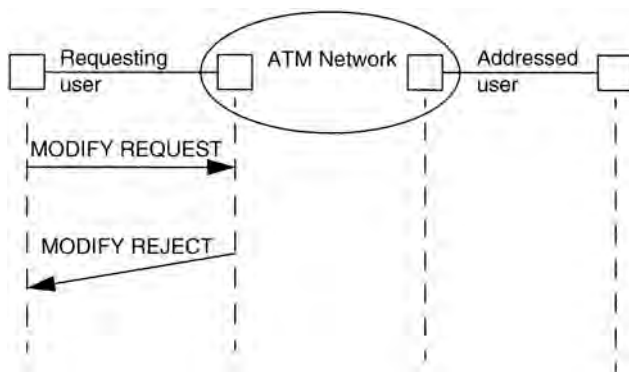 Requesting
user
ATM Network
Addressed
user
MODIFY REQUEST
MODIFY REJECT